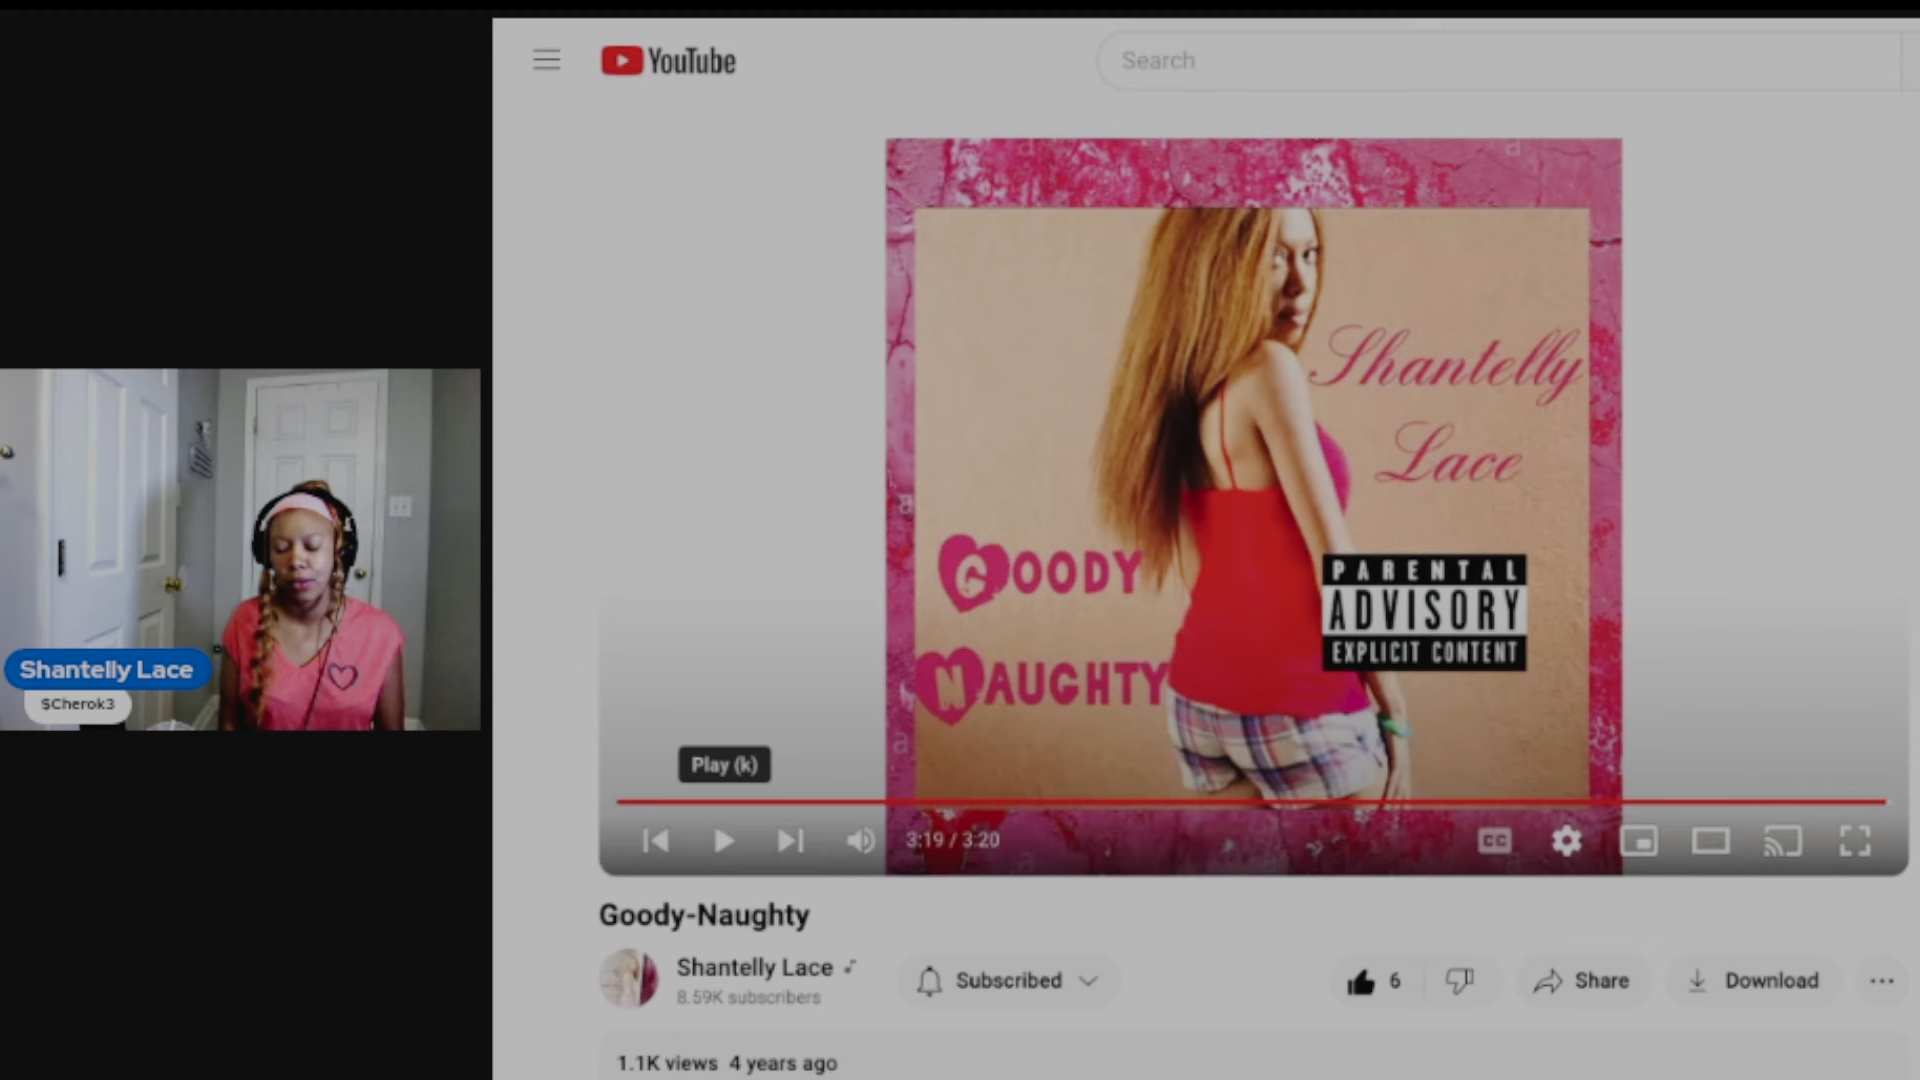 YouTube
Search
Shantelly
Lace
GOODY
NAUGHTY
PARENTAL
ADVISORY
EXPLICIT CONTENT
Shantelly Lace
$Cherok3
Play (k)
3:19 / 3:20
CC
Goody-Naughty
Shantelly Lace
8.59K subscribers
Subscribed
6
Share
Download
1.1K views 4 years ago